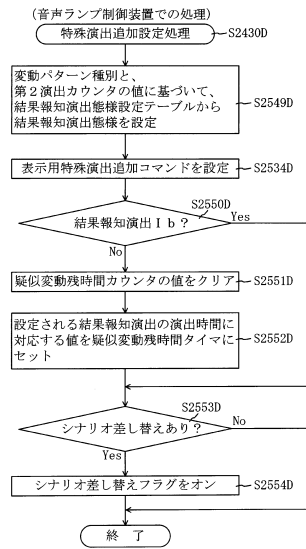 (音声ランプ制御装置での処理)
特殊演出追加設定処理
S2430D
変動パターン種別と、
第2演出カウンタの値に基づいて、
結果報知演出態様設定テーブルから
結果報知演出態様を設定
S2549D
表示用特殊演出追加コマンドを設定
S2534D
S2550D
結果報知演出Ib?
Yes
No
疑似変動残時間カウンタの値をクリア
S2551D
設定される結果報知演出の演出時間に
対応する値を疑似変動残時間タイマに
セット
S2552D
S2553D
シナリオ差し替えあり?
No
Yes
シナリオ差し替えフラグをオン
S2554D
終 了